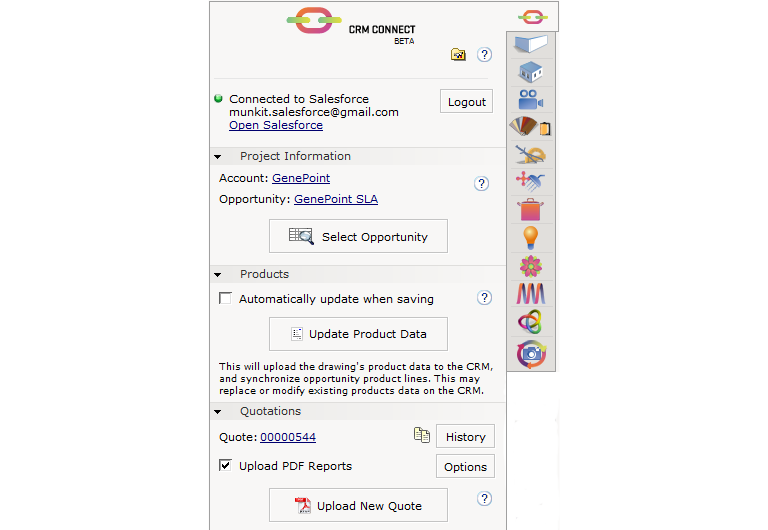 CRM CONNECT
BETA
?
Connected to Salesforce
munkit.salesforce@gmail.com
Logout
Open Salesforce
Project Information
Account: GenePoint
?
Opportunity: GenePoint SLA
Select Opportunity
Products
Automatically update when saving
?
Update Product Data
This will upload the drawing's product data to the CRM,
and synchronize opportunity product lines. This may
replace or modify existing products data on the CRM.
Quotations
Quote: 00000544
History
Upload PDF Reports
Options
Upload New Quote
?